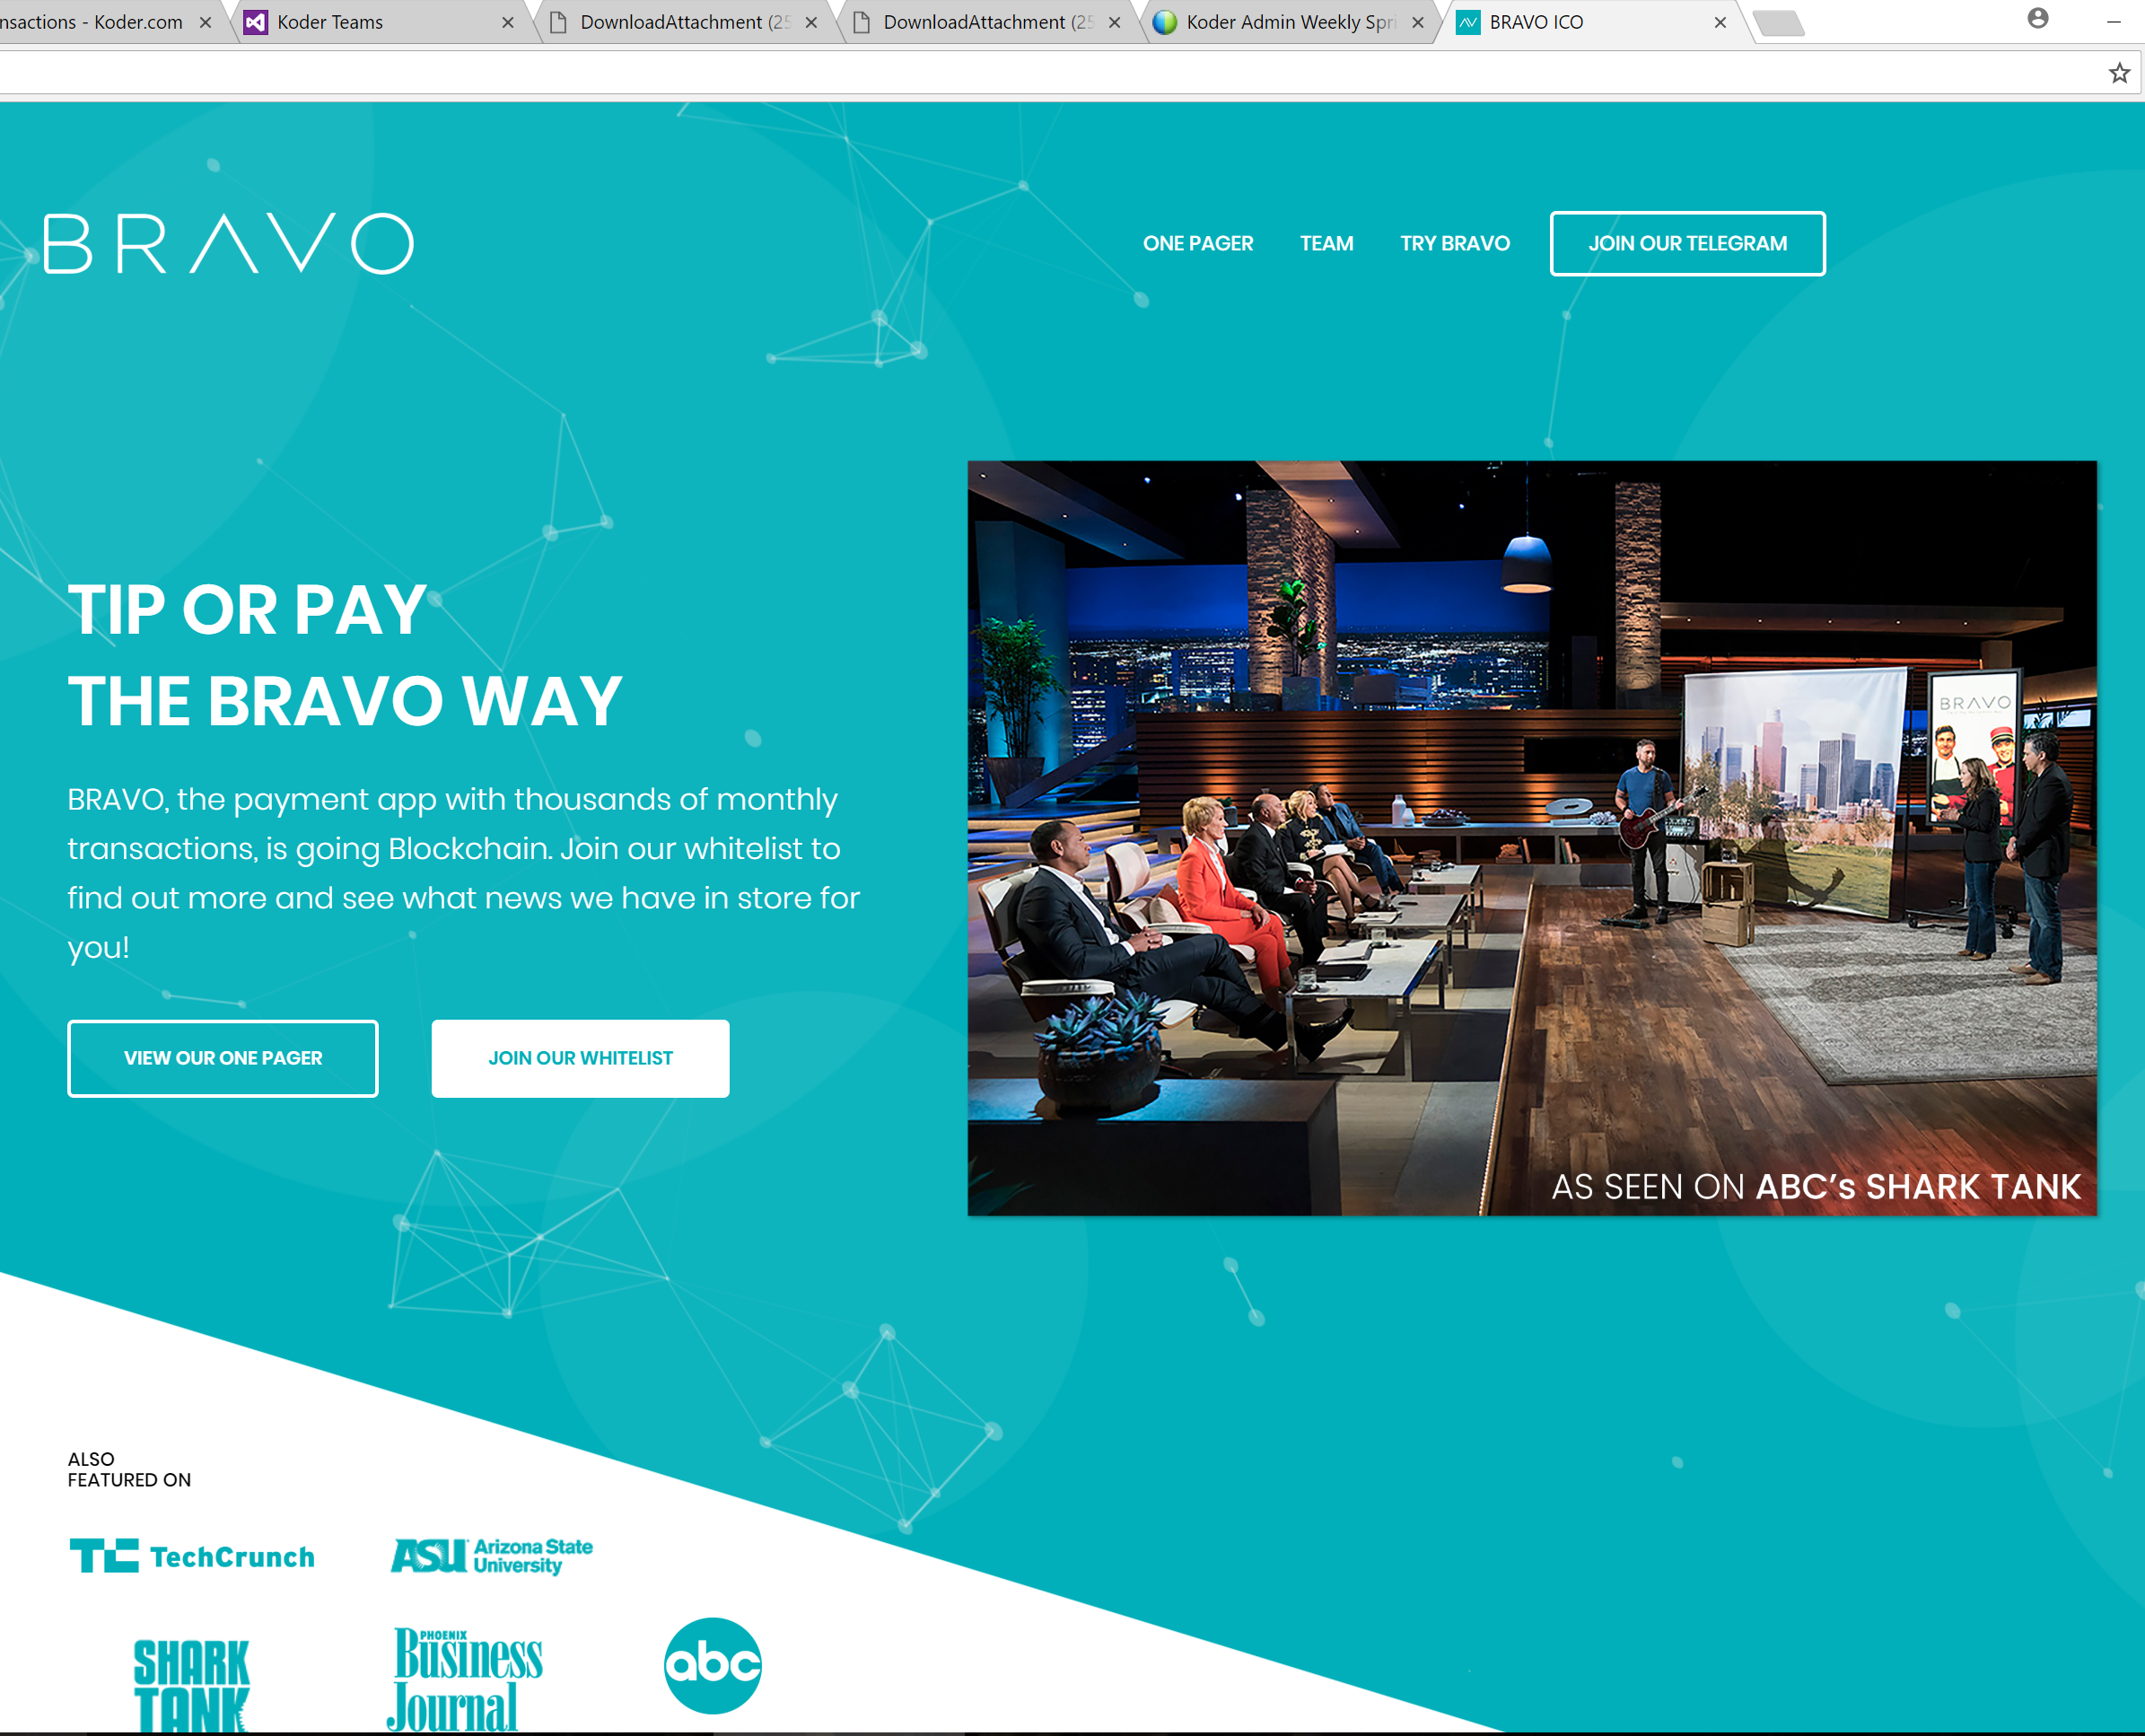 nsactions - Koder.com
Koder Teams
DownloadAttachment (25
DownloadAttachment (25
Koder Admin Weekly Spri
BRAVO ICO
BRAVO
ONE PAGER
TEAM
TRY BRAVO
JOIN OUR TELEGRAM
TIP OR PAY
THE BRAVO WAY
BRAVO, the payment app with thousands of monthly
transactions, is going Blockchain. Join our whitelist to
find out more and see what news we have in store for
you!
VIEW OUR ONE PAGER
JOIN OUR WHITELIST
BRAVO
AS SEEN ON ABC's SHARK TANK
ALSO
FEATURED ON
TC TechCrunch
ASU Arizona State
University
SHARK
TANK
PHOENIX
Business
Journal
abc